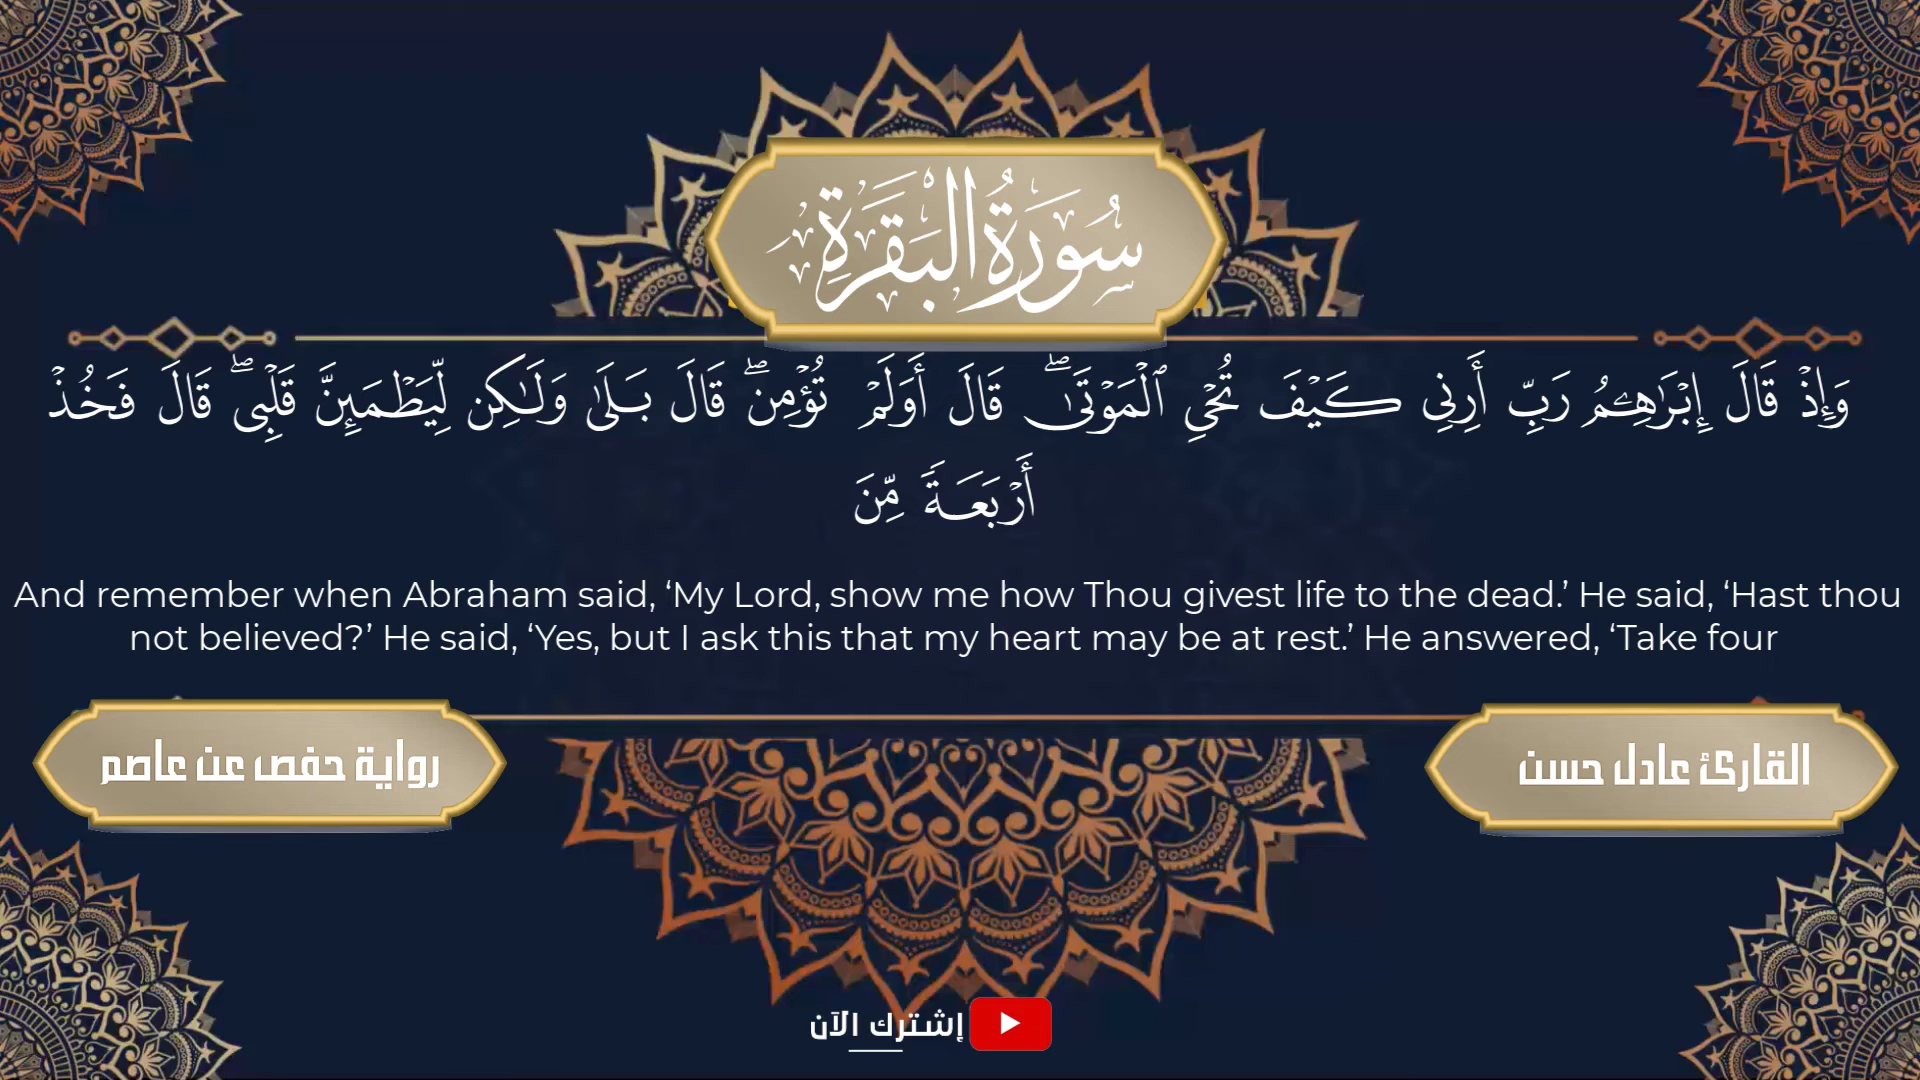 سُورَةُ البَقَرَةِ
وَإِذۡ قَالَ إِبۡرَٰهِـۧمُ رَبِّ أَرِنِي كَيۡفَ تُحۡيِ ٱلۡمَوۡتَىٰۖ قَالَ أَوَلَمۡ تُؤۡمِنۖ قَالَ بَلَىٰ وَلَٰكِن لِّيَطۡمَئِنَّ قَلۡبِيۖ قَالَ فَخُذۡ
أَرۡبَعَةٗ مِّنَ
And remember when Abraham said, ‘My Lord, show me how Thou givest life to the dead.’ He said, ‘Hast thou
not believed?’ He said, ‘Yes, but I ask this that my heart may be at rest.’ He answered, ‘Take four
القارئ عادل حسن
رواية حفص عن عاصم
إشترك الآن